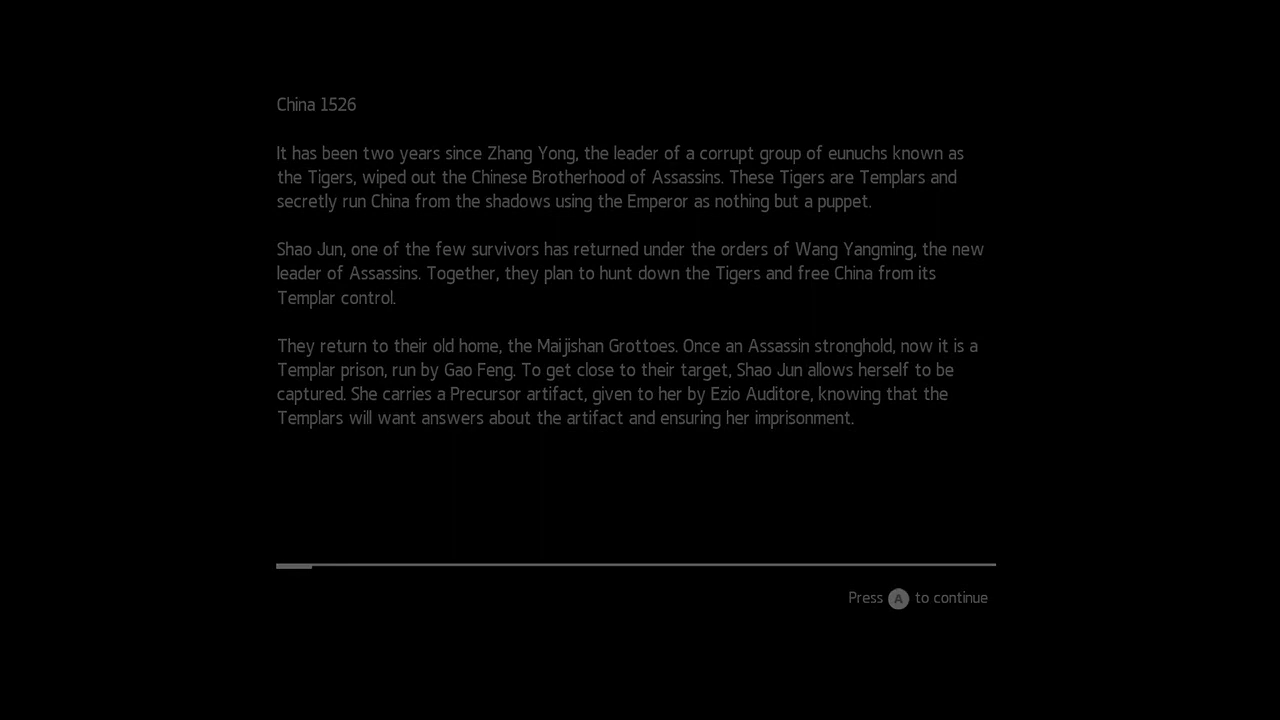 China 1526
It has been two years since Zhang Yong, the leader of a corrupt group of eunuchs known as
the Tigers, wiped out the Chinese Brotherhood of Assassins. These Tigers are Templars and
secretly run China from the shadows using the Emperor as nothing but a puppet.
Shao Jun, one of the few survivors has returned under the orders of Wang Yangming, the new
leader of Assassins. Together, they plan to hunt down the Tigers and free China from its
Templar control.
They return to their old home, the Maijishan Grottoes. Once an Assassin stronghold, now it is a
Templar prison, run by Gao Feng. To get close to their target, Shao Jun allows herself to be
captured. She carries a Precursor artifact, given to her by Ezio Auditore, knowing that the
Templars will want answers about the artifact and ensuring her imprisonment.
Press A to continue